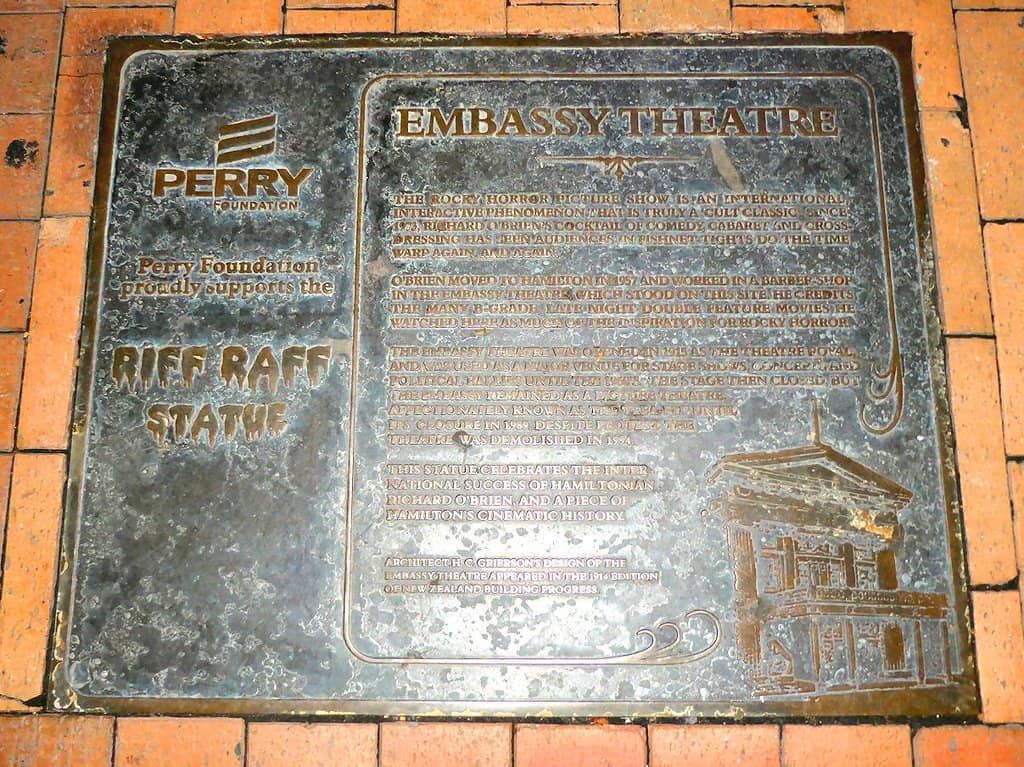 PERRY
FOUNDATION
Perry Foundation
proudly supports the
RIFF RAFF
STATUE
EMBASSY THEATRE
THE ROCKY HORROR PICTURE SHOW IS AN INTERNATIONAL,
INTERACTIVE PHENOMENON THAT IS TRULY A 'CULT CLASSIC'. SINCE
1973, RICHARD O'BRIEN'S COCKTAIL OF COMEDY, CABARET AND CROSS-
DRESSING HAS SEEN AUDIENCES IN FISHNET TIGHTS DO THE TIME
WARP AGAIN, AND AGAIN.
O'BRIEN MOVED TO HAMILTON IN 1957 AND WORKED IN A BARBER-SHOP
IN THE EMBASSY THEATRE, WHICH STOOD ON THIS SITE. HE CREDITS
THE MANY B-GRADE, LATE NIGHT DOUBLE FEATURE MOVIES HE
WATCHED HERE AS MUCH OF THE INSPIRATION FOR ROCKY HORROR.
THE EMBASSY THEATRE WAS OPENED IN 1915 AS THE THEATRE ROYAL,
AND WAS USED AS A MAJOR VENUE FOR STAGE SHOWS, CONCERTS AND
POLITICAL RALLIES UNTIL THE THE STAGE THEN CLOSED, BUT
THE EMBASSY REMAINED AS A THEATRE,
AFFECTIONATELY KNOWN AS UNTIL
ITS CLOSURE IN 1989. DESPITE THE
THEATRE WAS DEMOLISHED IN 1994.
THIS STATUE CELEBRATES THE INTER-
NATIONAL SUCCESS OF HAMILTONIAN
RICHARD O'BRIEN, AND A PIECE OF
HAMILTON'S CINEMATIC HISTORY.
ARCHITECT H.C. GRIERSON'S DESIGN OF THE
EMBASSY THEATRE APPEARED IN THE 1914 EDITION
OF NEW ZEALAND BUILDING PROGRESS.